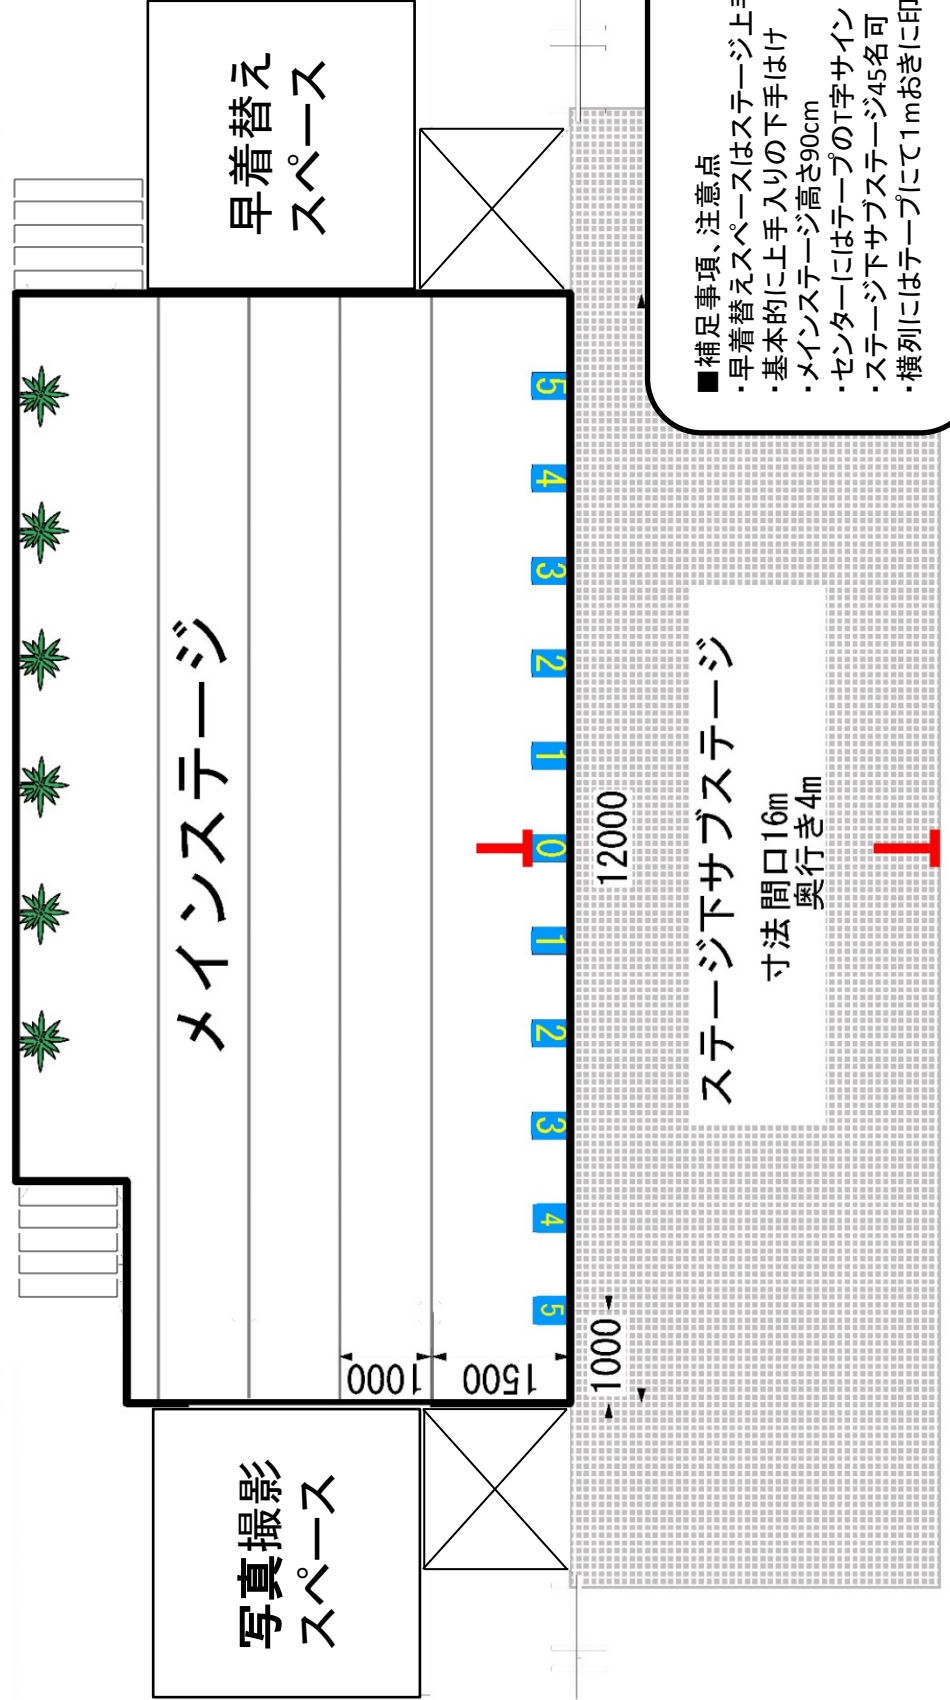 写真撮影
スペース
メインステージ
早着替え
スペース
1000
1500
5
4
3
2
1
0
1
2
3
4
5
1000
12000
ステージ下サブステージ
寸法 間口16m
奥行き4m
■補足事項、注意点
・早着替えスペースはステージ上手
・基本的に上手入りの下手はけ
・メインステージ高さ90cm
・センターにはテープのT字サイン
・ステージ下サブステージ45名可
・横列にはテープにて1mおきに印